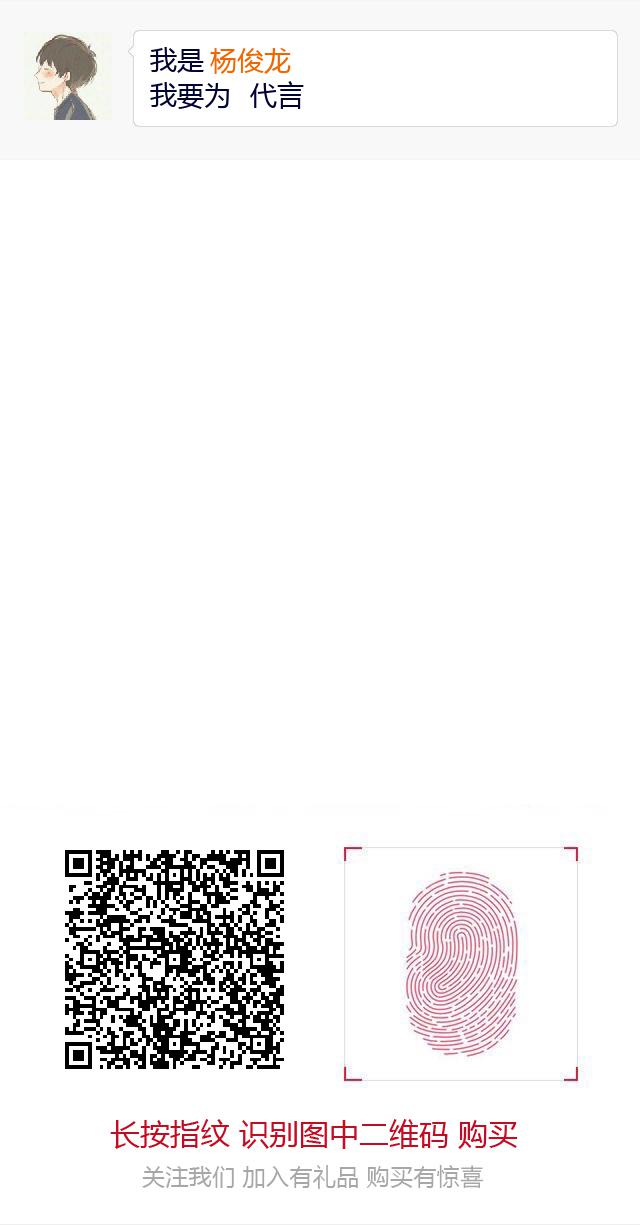 我是 杨俊龙
我要为 代言
长按指纹 识别图中二维码 购买
关注我们 加入有礼品 购买有惊喜